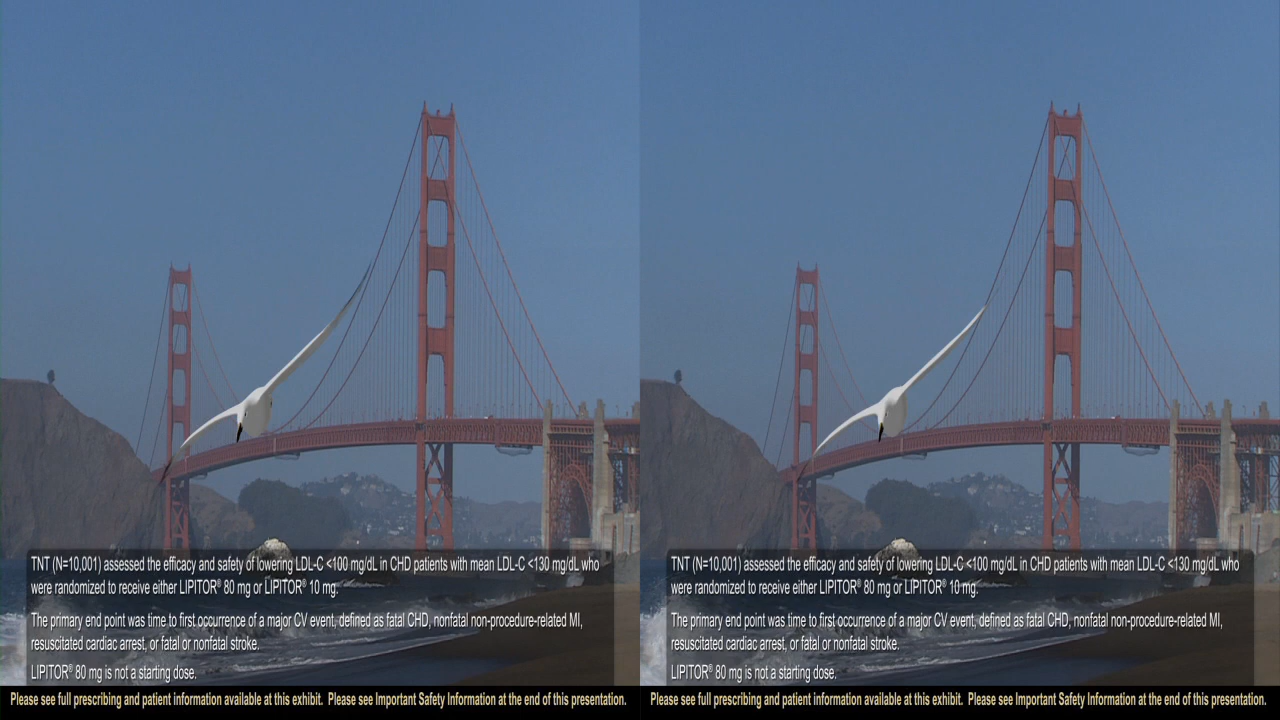 TNT (N=10,001) assessed the efficacy and safety of lowering LDL-C <100 mg/dL in CHD patients with mean LDL-C <130 mg/dL who
were randomized to receive either LIPITOR® 80 mg or LIPITOR® 10 mg.
The primary end point was time to first occurrence of a major CV event, defined as fatal CHD, nonfatal non-procedure-related MI,
resuscitated cardiac arrest, or fatal or nonfatal stroke.
LIPITOR® 80 mg is not a starting dose.
Please see full prescribing and patient information available at this exhibit. Please see Important Safety Information at the end of this presentation.
TNT (N=10,001) assessed the efficacy and safety of lowering LDL-C <100 mg/dL in CHD patients with mean LDL-C <130 mg/dL who
were randomized to receive either LIPITOR® 80 mg or LIPITOR® 10 mg.
The primary end point was time to first occurrence of a major CV event, defined as fatal CHD, nonfatal non-procedure-related MI,
resuscitated cardiac arrest, or fatal or nonfatal stroke.
LIPITOR® 80 mg is not a starting dose.
Please see full prescribing and patient information available at this exhibit. Please see Important Safety Information at the end of this presentation.